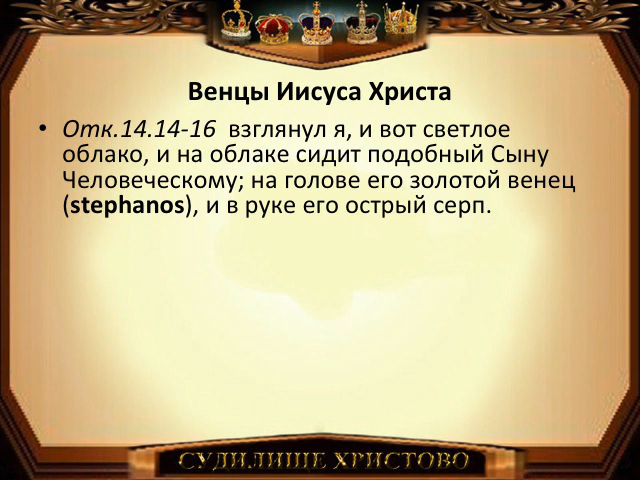 Венцы Иисуса Христа
• Отк.14.14-16 взглянул я, и вот светлое
облако, и на облаке сидит подобный Сыну
Человеческому; на голове его золотой венец
(stephanos), и в руке его острый серп.
СУДИЛИЩЕ ХРИСТОВО